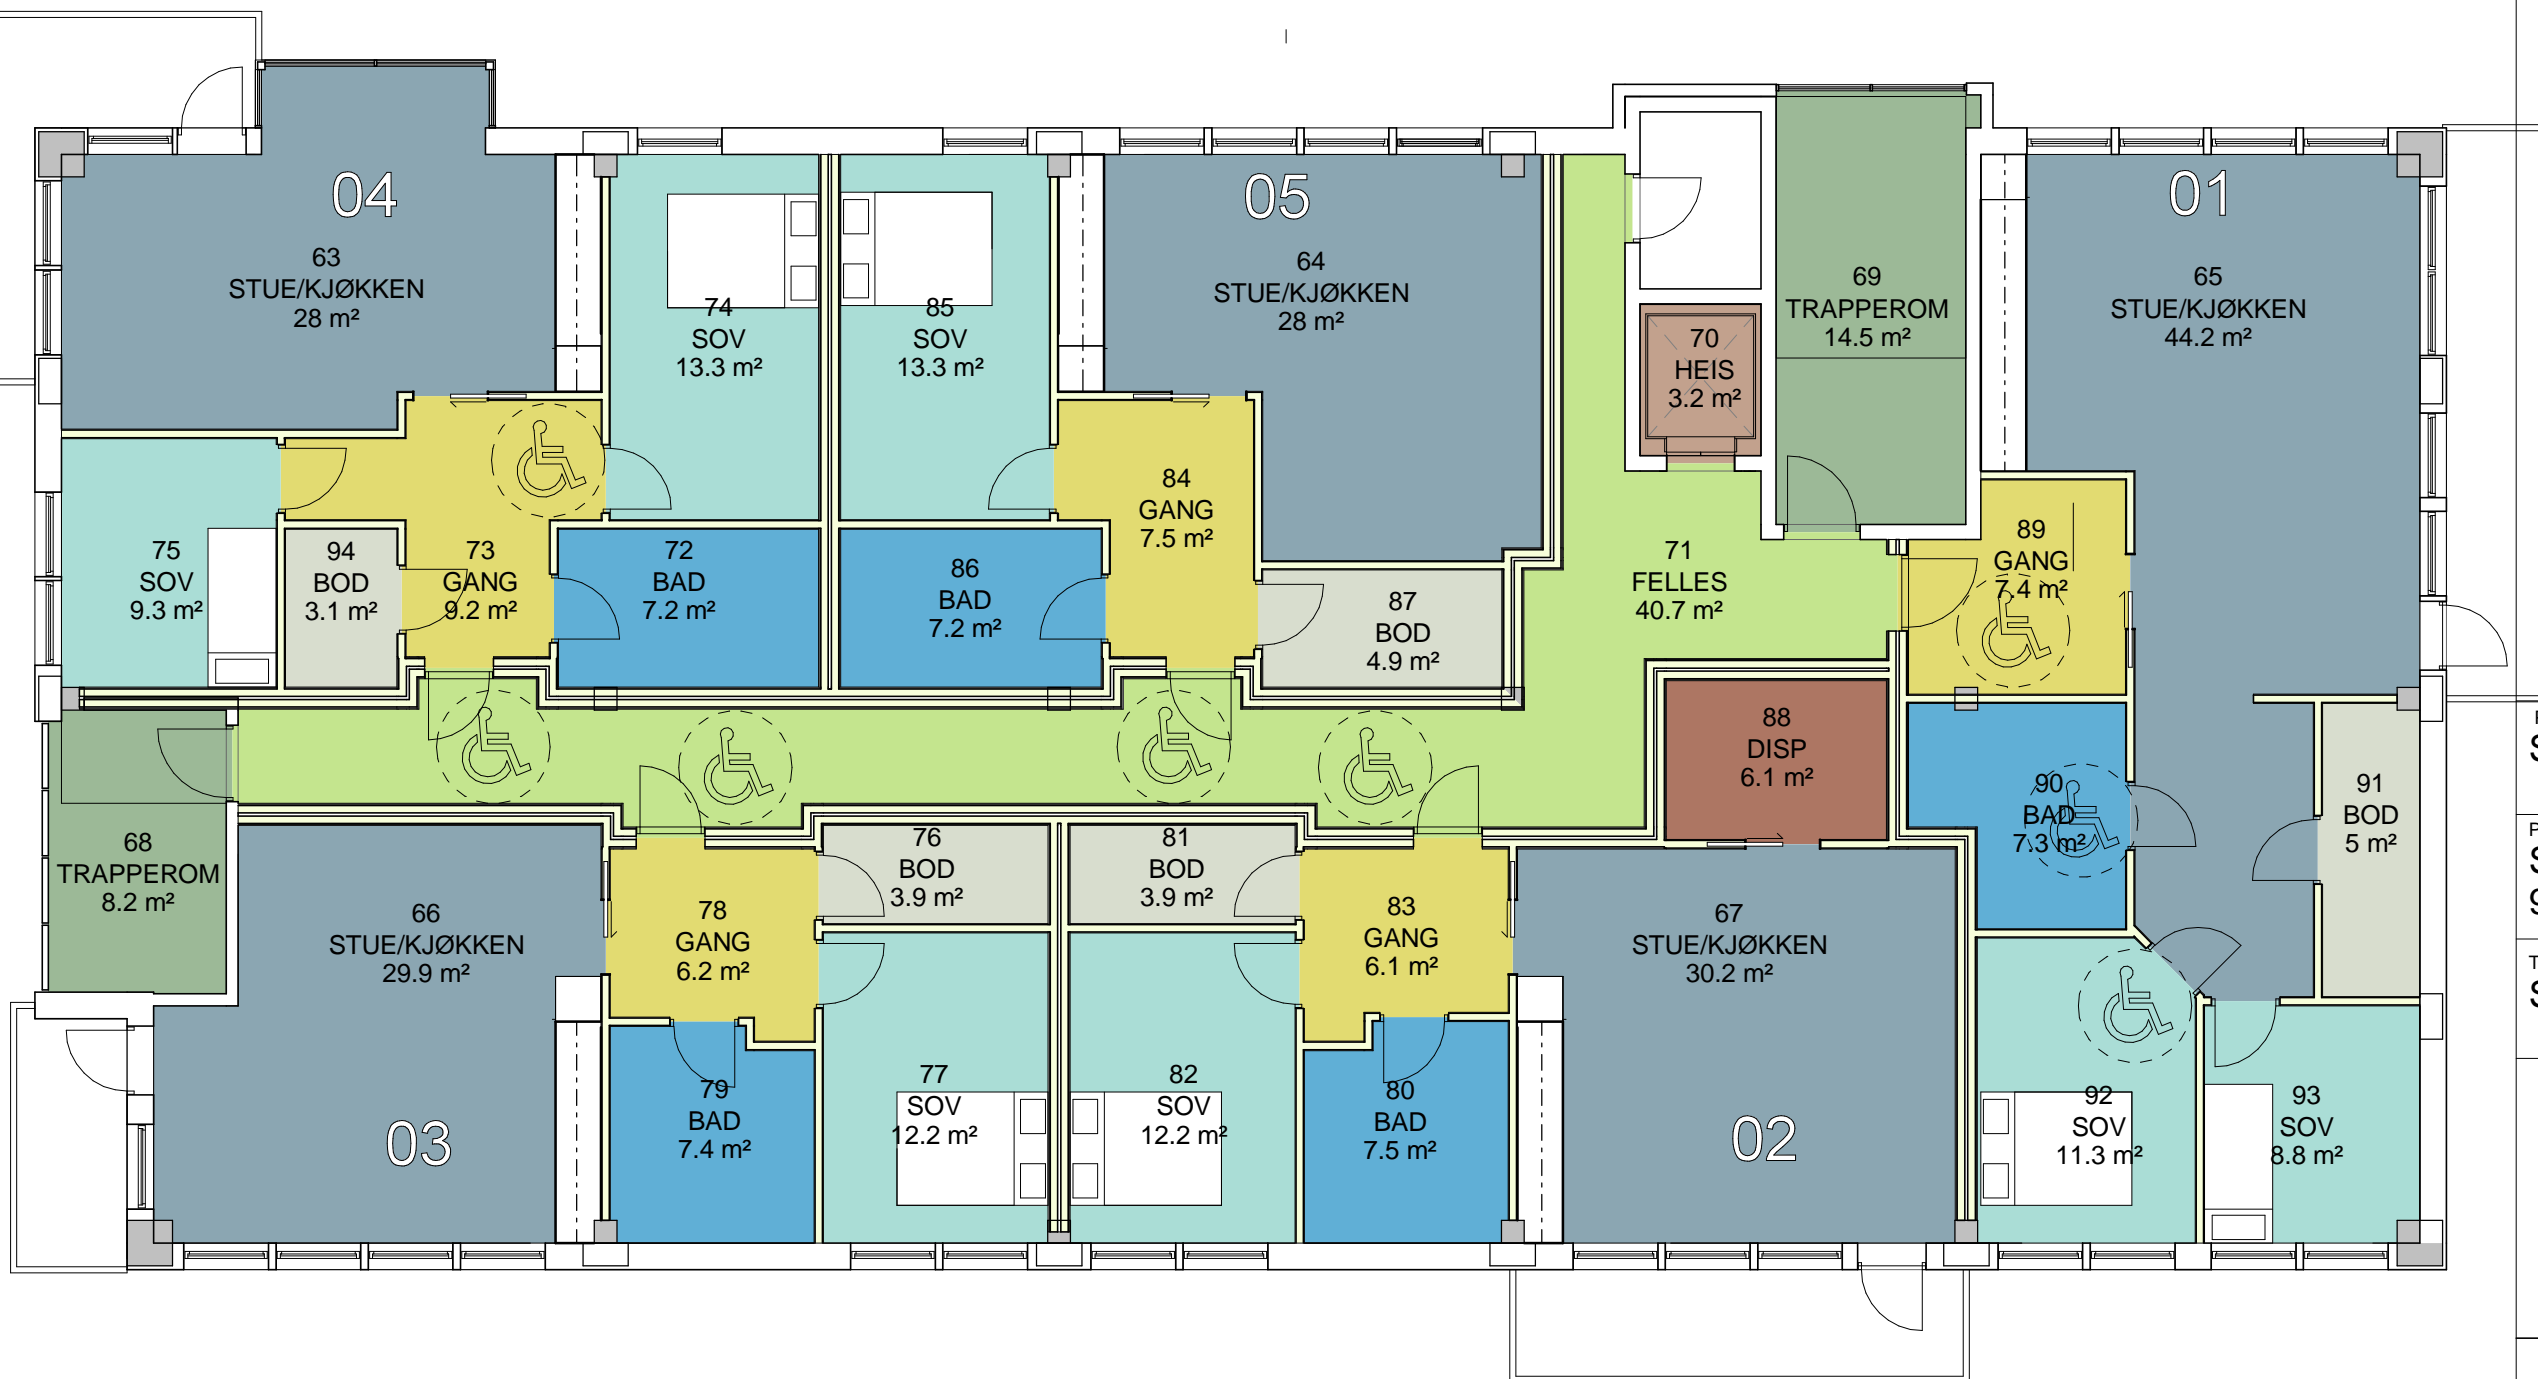 04
63
STUE/KJØKKEN
28 m²
74
SOV
13.3 m²
85
SOV
13.3 m²
05
64
STUE/KJØKKEN
28 m²
70
HEIS
3.2 m²
69
TRAPPEROM
14.5 m²
01
65
STUE/KJØKKEN
44.2 m²
75
SOV
9.3 m²
94
BOD
3.1 m²
73
GANG
9.2 m²
72
BAD
7.2 m²
86
BAD
7.2 m²
84
GANG
7.5 m²
87
BOD
4.9 m²
71
FELLES
40.7 m²
89
GANG
7.4 m²
88
DISP
6.1 m²
90
BAD
7.3 m²
91
BOD
5 m²
68
TRAPPEROM
8.2 m²
66
STUE/KJØKKEN
29.9 m²
03
78
GANG
6.2 m²
76
BOD
3.9 m²
81
BOD
3.9 m²
83
GANG
6.1 m²
67
STUE/KJØKKEN
30.2 m²
02
79
BAD
7.4 m²
77
SOV
12.2 m²
82
SOV
12.2 m²
80
BAD
7.5 m²
92
SOV
11.3 m²
93
SOV
8.8 m²